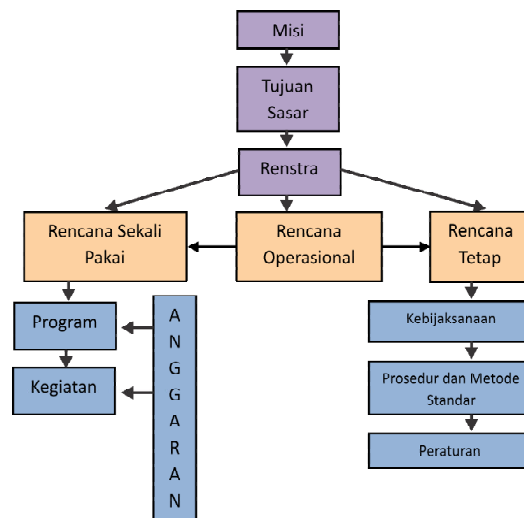 Misi
Tujuan
Sasar
Renstra
Rencana Sekali
Pakai
Rencana
Operasional
Rencana
Tetap
Program
Kegiatan
A
N
G
G
A
R
A
N
Kebijaksanaan
Prosedur dan Metode
Standar
Peraturan